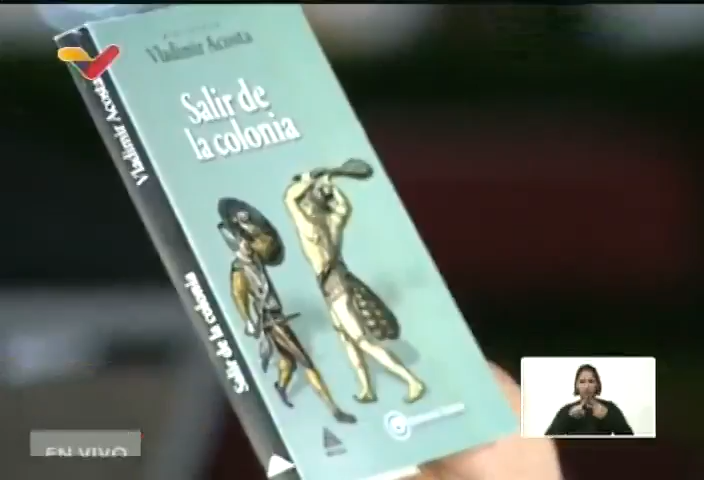 Vladimir Acosta
Salir de
la colonia
Vladimir Acosta
Salir de la colonia
EN VIVO